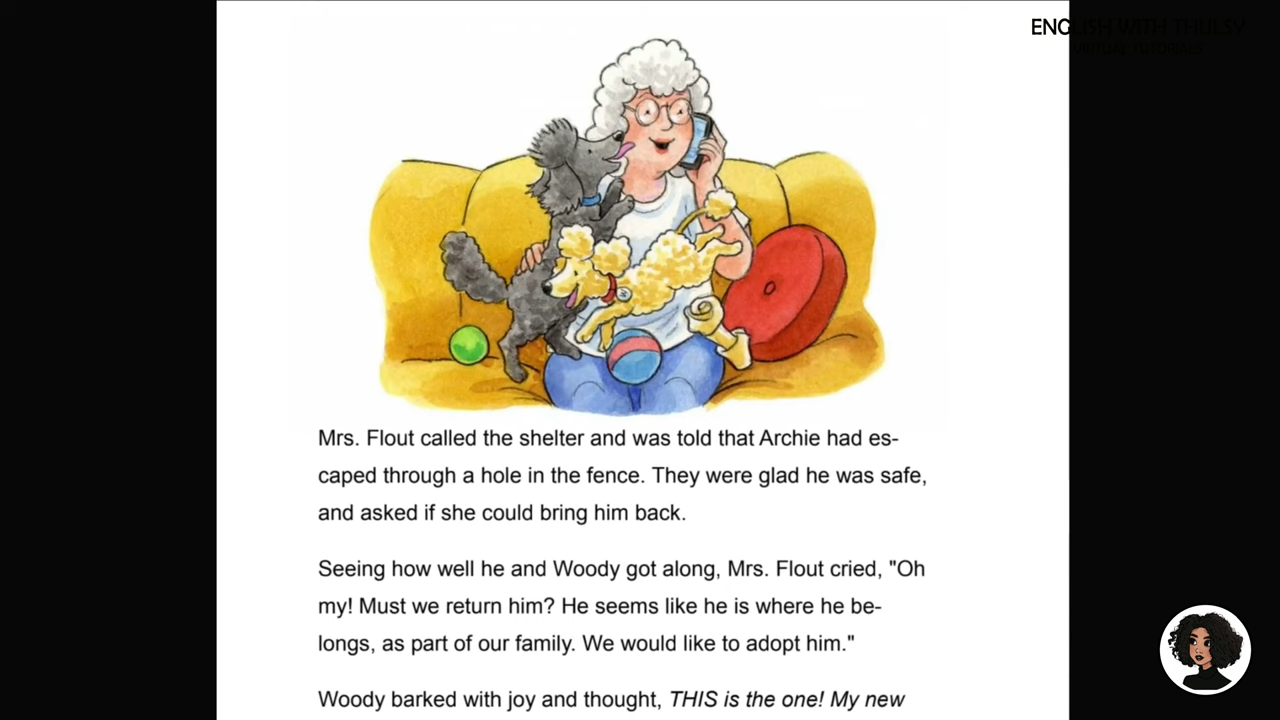 ENGLISH WITH THULSY
VIRTUAL TUTORIALS
Mrs. Flout called the shelter and was told that Archie had es-
caped through a hole in the fence. They were glad he was safe,
and asked if she could bring him back.
Seeing how well he and Woody got along, Mrs. Flout cried, "Oh
my! Must we return him? He seems like he is where he be-
longs, as part of our family. We would like to adopt him."
Woody barked with joy and thought, THIS is the one! My new